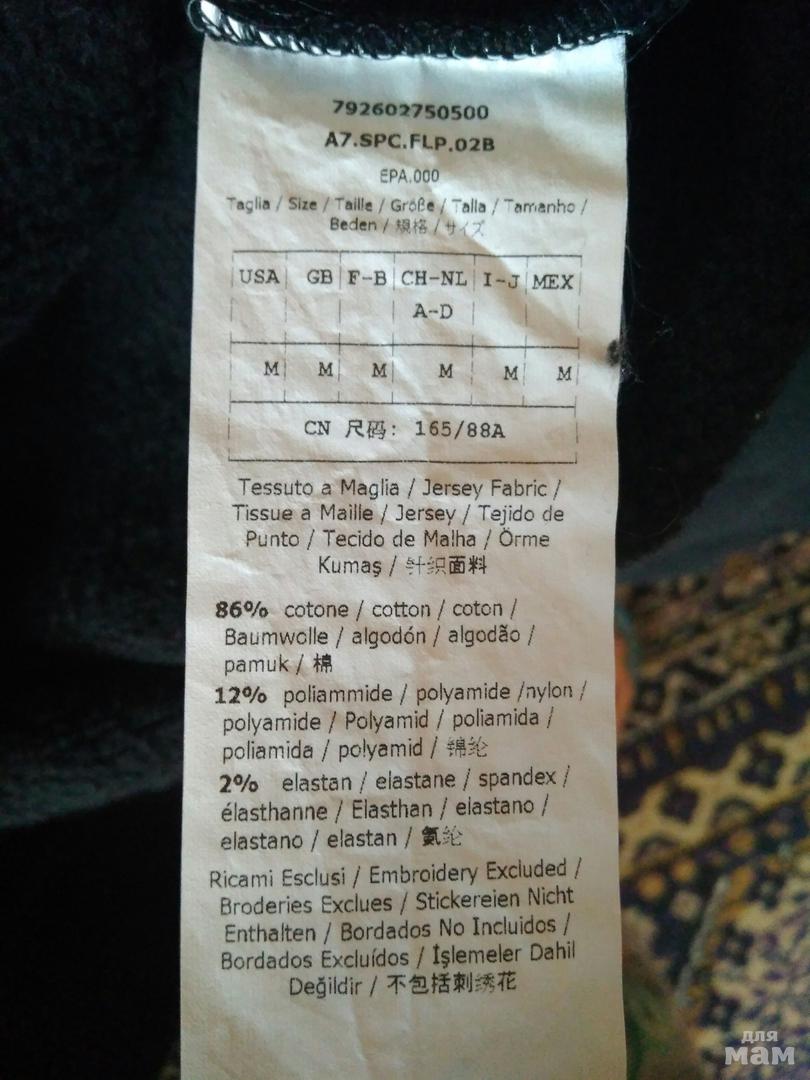 792602750500
A7.SPC.FLP.02B
EPA.000
Taglia / Size / Taille / Größe / Talla / Tamanho /
Beden / 規格 / サイズ
USA GB F-B CH-NL I-J MEX
A-D
M M M M M M
CN 尺码: 165/88A
Tessuto a Maglia / Jersey Fabric /
Tissue a Maille / Jersey / Tejido de
Punto / Tecido de Malha / Örme
Kumaş / 针织面料
86% cotone / cotton / coton /
Baumwolle / algodón / algodão /
pamuk / 棉
12% poliammide / polyamide /nylon /
polyamide / Polyamid / poliamida /
poliamida / polyamid / 锦纶
2% elastan / elastane / spandex /
élasthanne / Elasthan / elastano /
elastano / elastan / 氨纶
Ricami Esclusi / Embroidery Excluded /
Broderies Exclues / Stickereien Nicht
Enthalten / Bordados No Incluidos /
Bordados Excluídos / İşlemeler Dahil
Değildir / 不包括刺绣花
для
мам